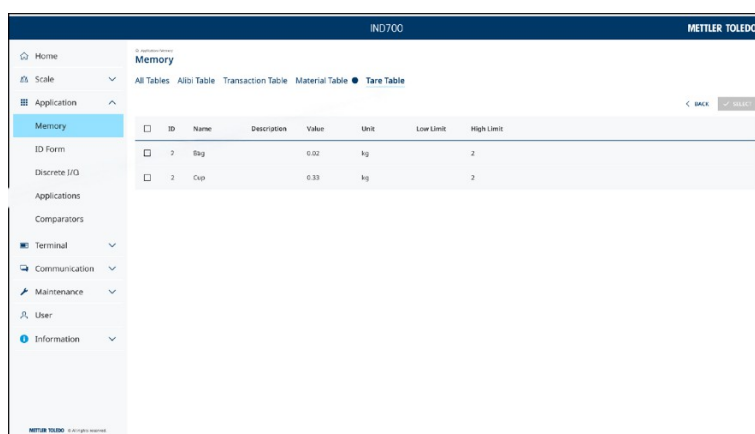 IND700
METTLER TOLEDO
Home
Scale
Application
Memory
ID Form
Discrete I/O
Applications
Comparators
Terminal
Communication
Maintenance
User
Information
METTLER TOLEDO
Memory
All Tables Alibi Table Transaction Table Material Table Tare Table
BACK SELECT
ID Name Description Value Unit Low Limit High Limit
7 Bag 0.02 kg 2
2 Cup 0.33 kg 2